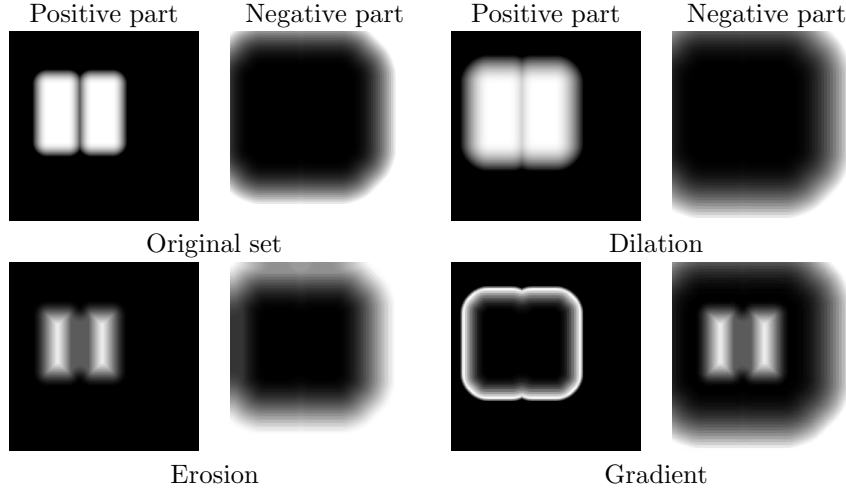 Positive part Negative part Positive part Negative part
Original set Dilation
Erosion Gradient